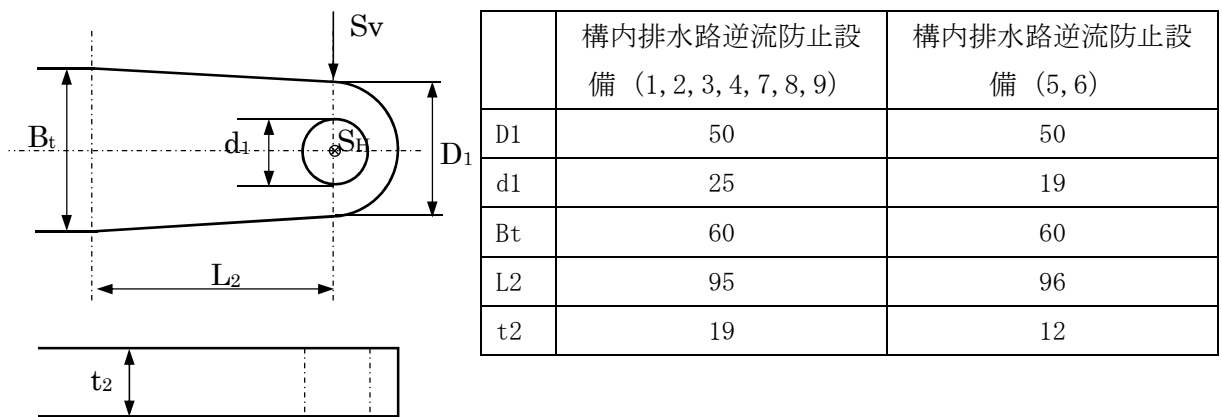 Sv
Bt
d1
SH
D1
L2
t2
構内排水路逆流防止設
備 (1,2,3,4,7,8,9)
構内排水路逆流防止設
備 (5,6)
D1 50 50
d1 25 19
Bt 60 60
L2 95 96
t2 19 12